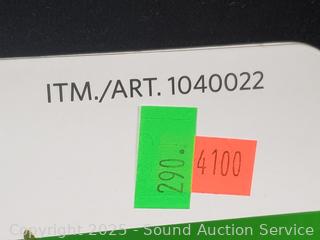 ITM./ART. 1040022
290.
4100
Copyright 2025 - Sound Auction Service